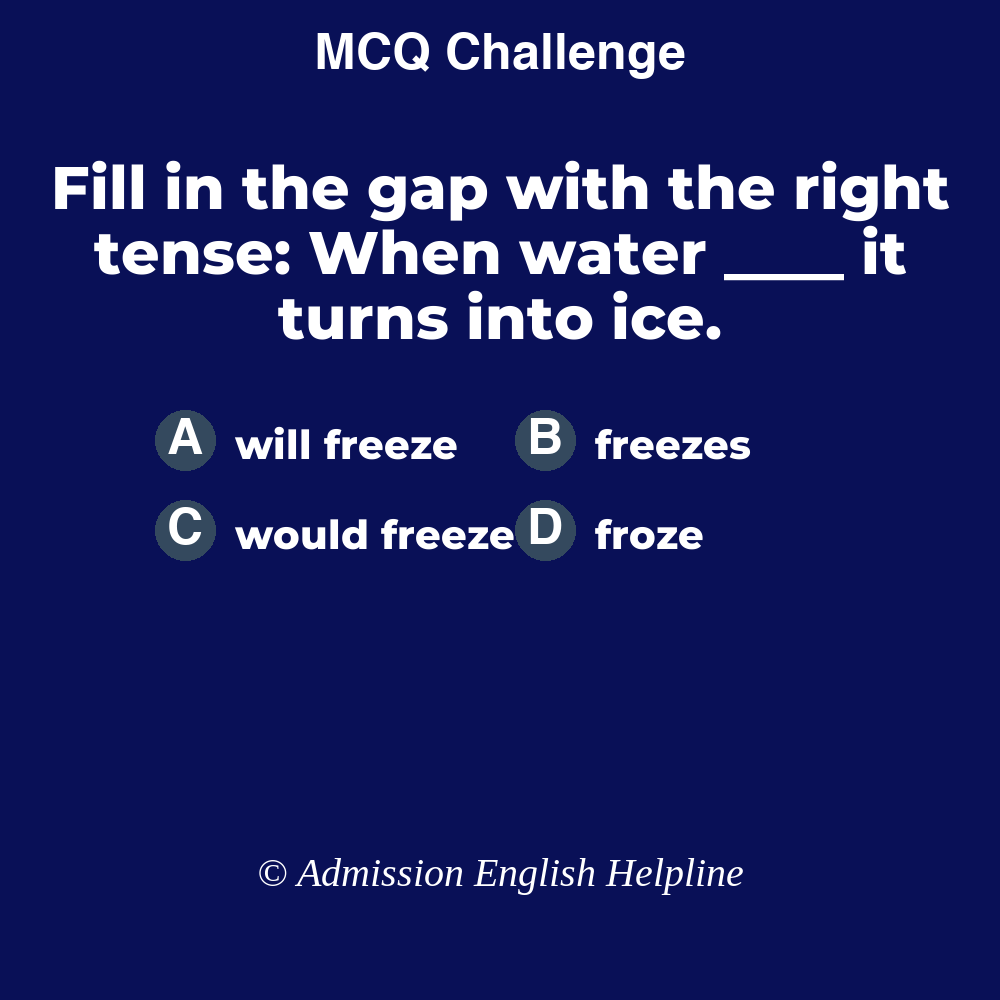 MCQ Challenge
Fill in the gap with the right
tense: When water ____ it
turns into ice.
A will freeze B freezes
C would freeze D froze
© Admission English Helpline